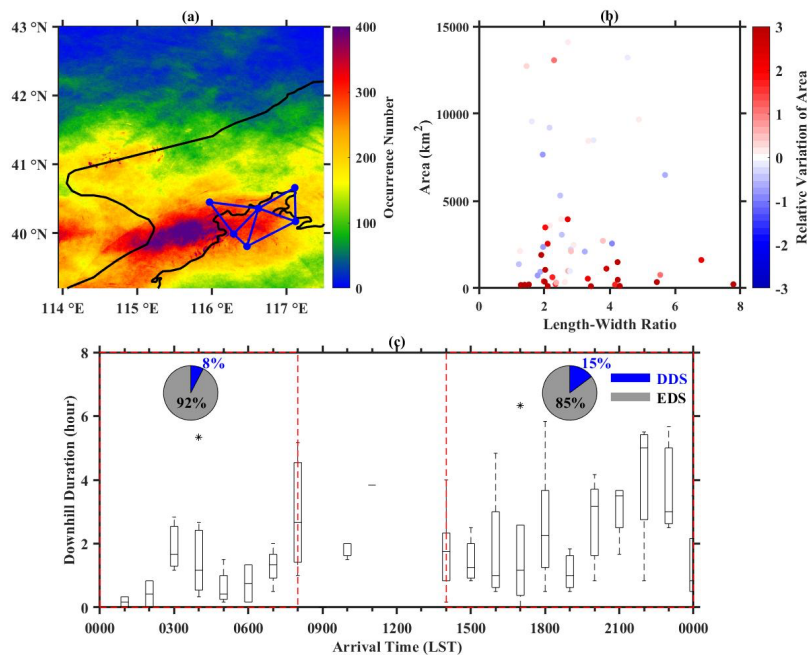 (a)
43 °N
42 °N
41 °N
40 °N
114 °E
115 °E
116 °E
117 °E
400
300
200
100
0
Occurrence Number
(b)
15000
10000
5000
0
Area (km²)
0
2
4
6
8
Length-Width Ratio
3
2
1
0
-1
-2
-3
Relative Variation of Area
(c)
8
6
4
2
0
Downhill Duration (hour)
8%
92%
15%
85%
DDS
EDS
0000
0300
0600
0900
1200
1500
1800
2100
0000
Arrival Time (LST)